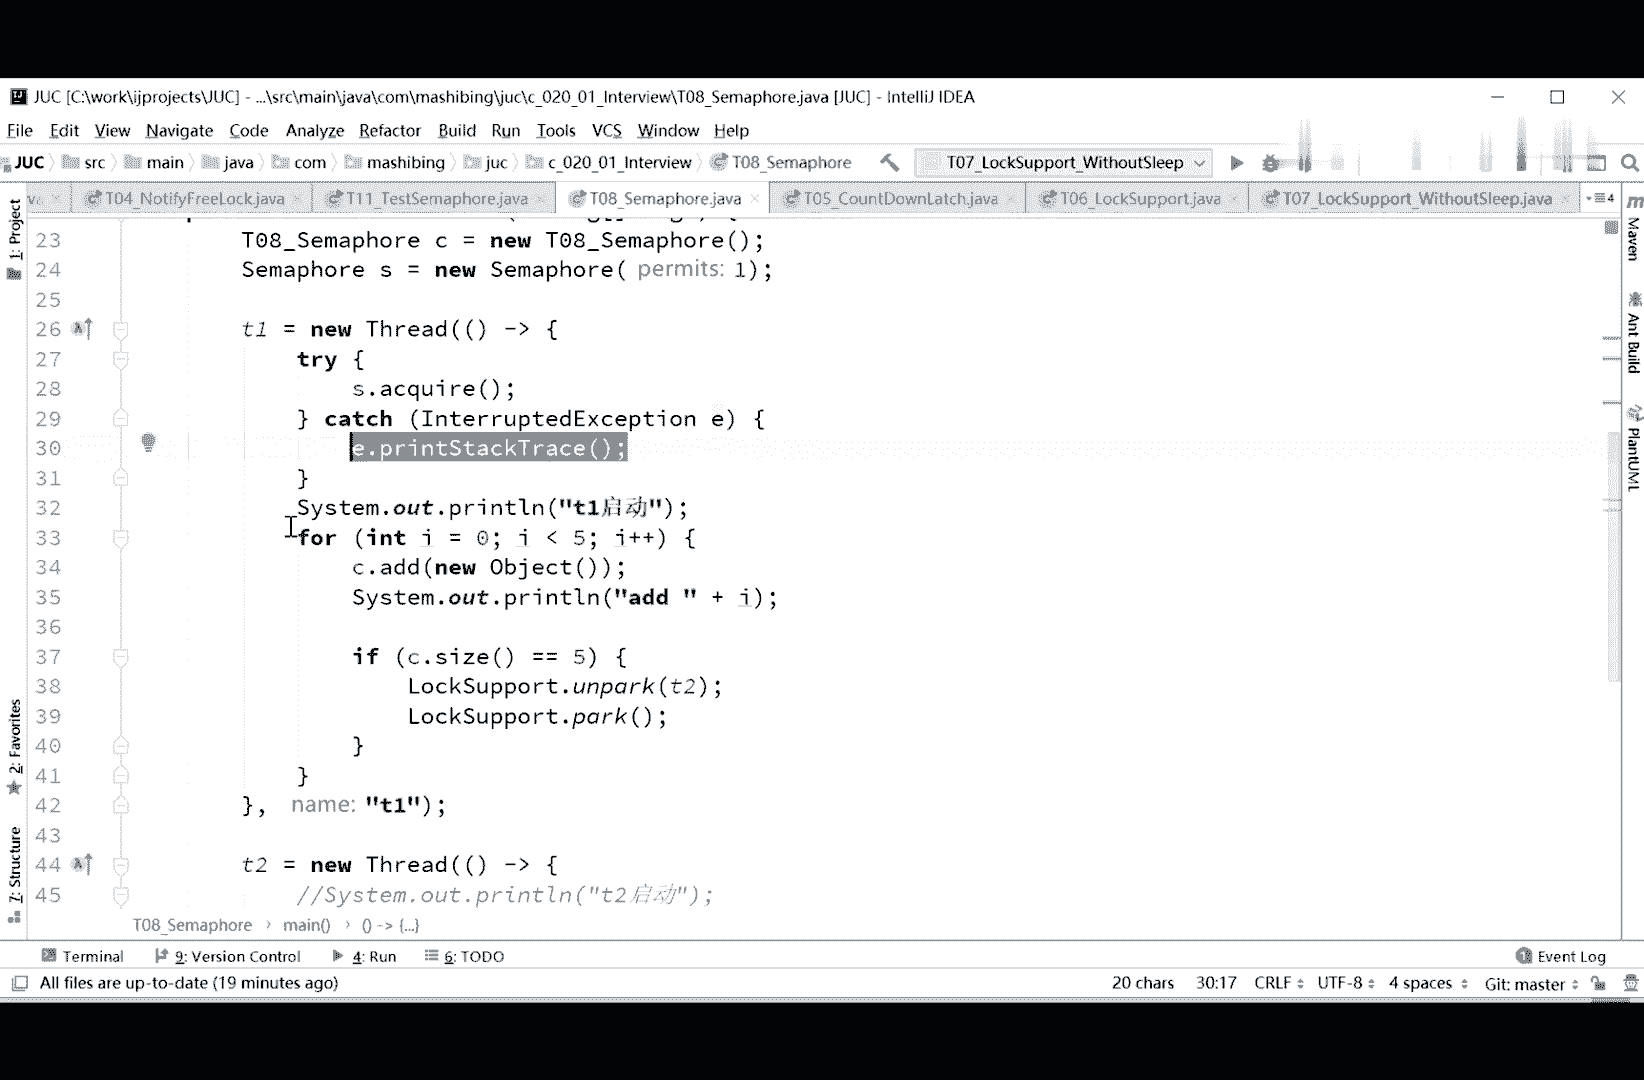 JUC [C:\work\ijprojects\JUC] - ...\src\main\java\com\mashibing\juc\c_020_01_Interview\T08_Semaphore.java [JUC] - IntelliJ IDEA
File Edit View Navigate Code Analyze Refactor Build Run Tools VCS Window Help
JUC src main java com mashibing juc c_020_01_Interview T08_Semaphore T07_LockSupport_WithoutSleep
T04_NotifyFreeLock.java T11_TestSemaphore.java T08_Semaphore.java T05_CountDownLatch.java T06_LockSupport.java T07_LockSupport_WithoutSleep.java 4
23 T08_Semaphore c = new T08_Semaphore();
24 Semaphore s = new Semaphore( permits: 1);
25
26 t1 = new Thread(() -> {
27 try {
28 s.acquire();
29 } catch (InterruptedException e) {
30 e.printStackTrace();
31 }
32 System.out.println("t1启动");
33 for (int i = 0; i < 5; i++) {
34 c.add(new Object());
35 System.out.println("add " + i);
36
37 if (c.size() == 5) {
38 LockSupport.unpark(t2);
39 LockSupport.park();
40 }
41 }
42 }, name: "t1");
43
44 t2 = new Thread(() -> {
45 //System.out.println("t2启动");
T08_Semaphore › main() › () -> {...}
1: Project
2: Favorites
7: Structure
Maven
Ant Build
PlantUML
Terminal 9: Version Control 4: Run 6: TODO 1 Event Log
All files are up-to-date (19 minutes ago) 20 chars 30:17 CRLF UTF-8 4 spaces Git: master